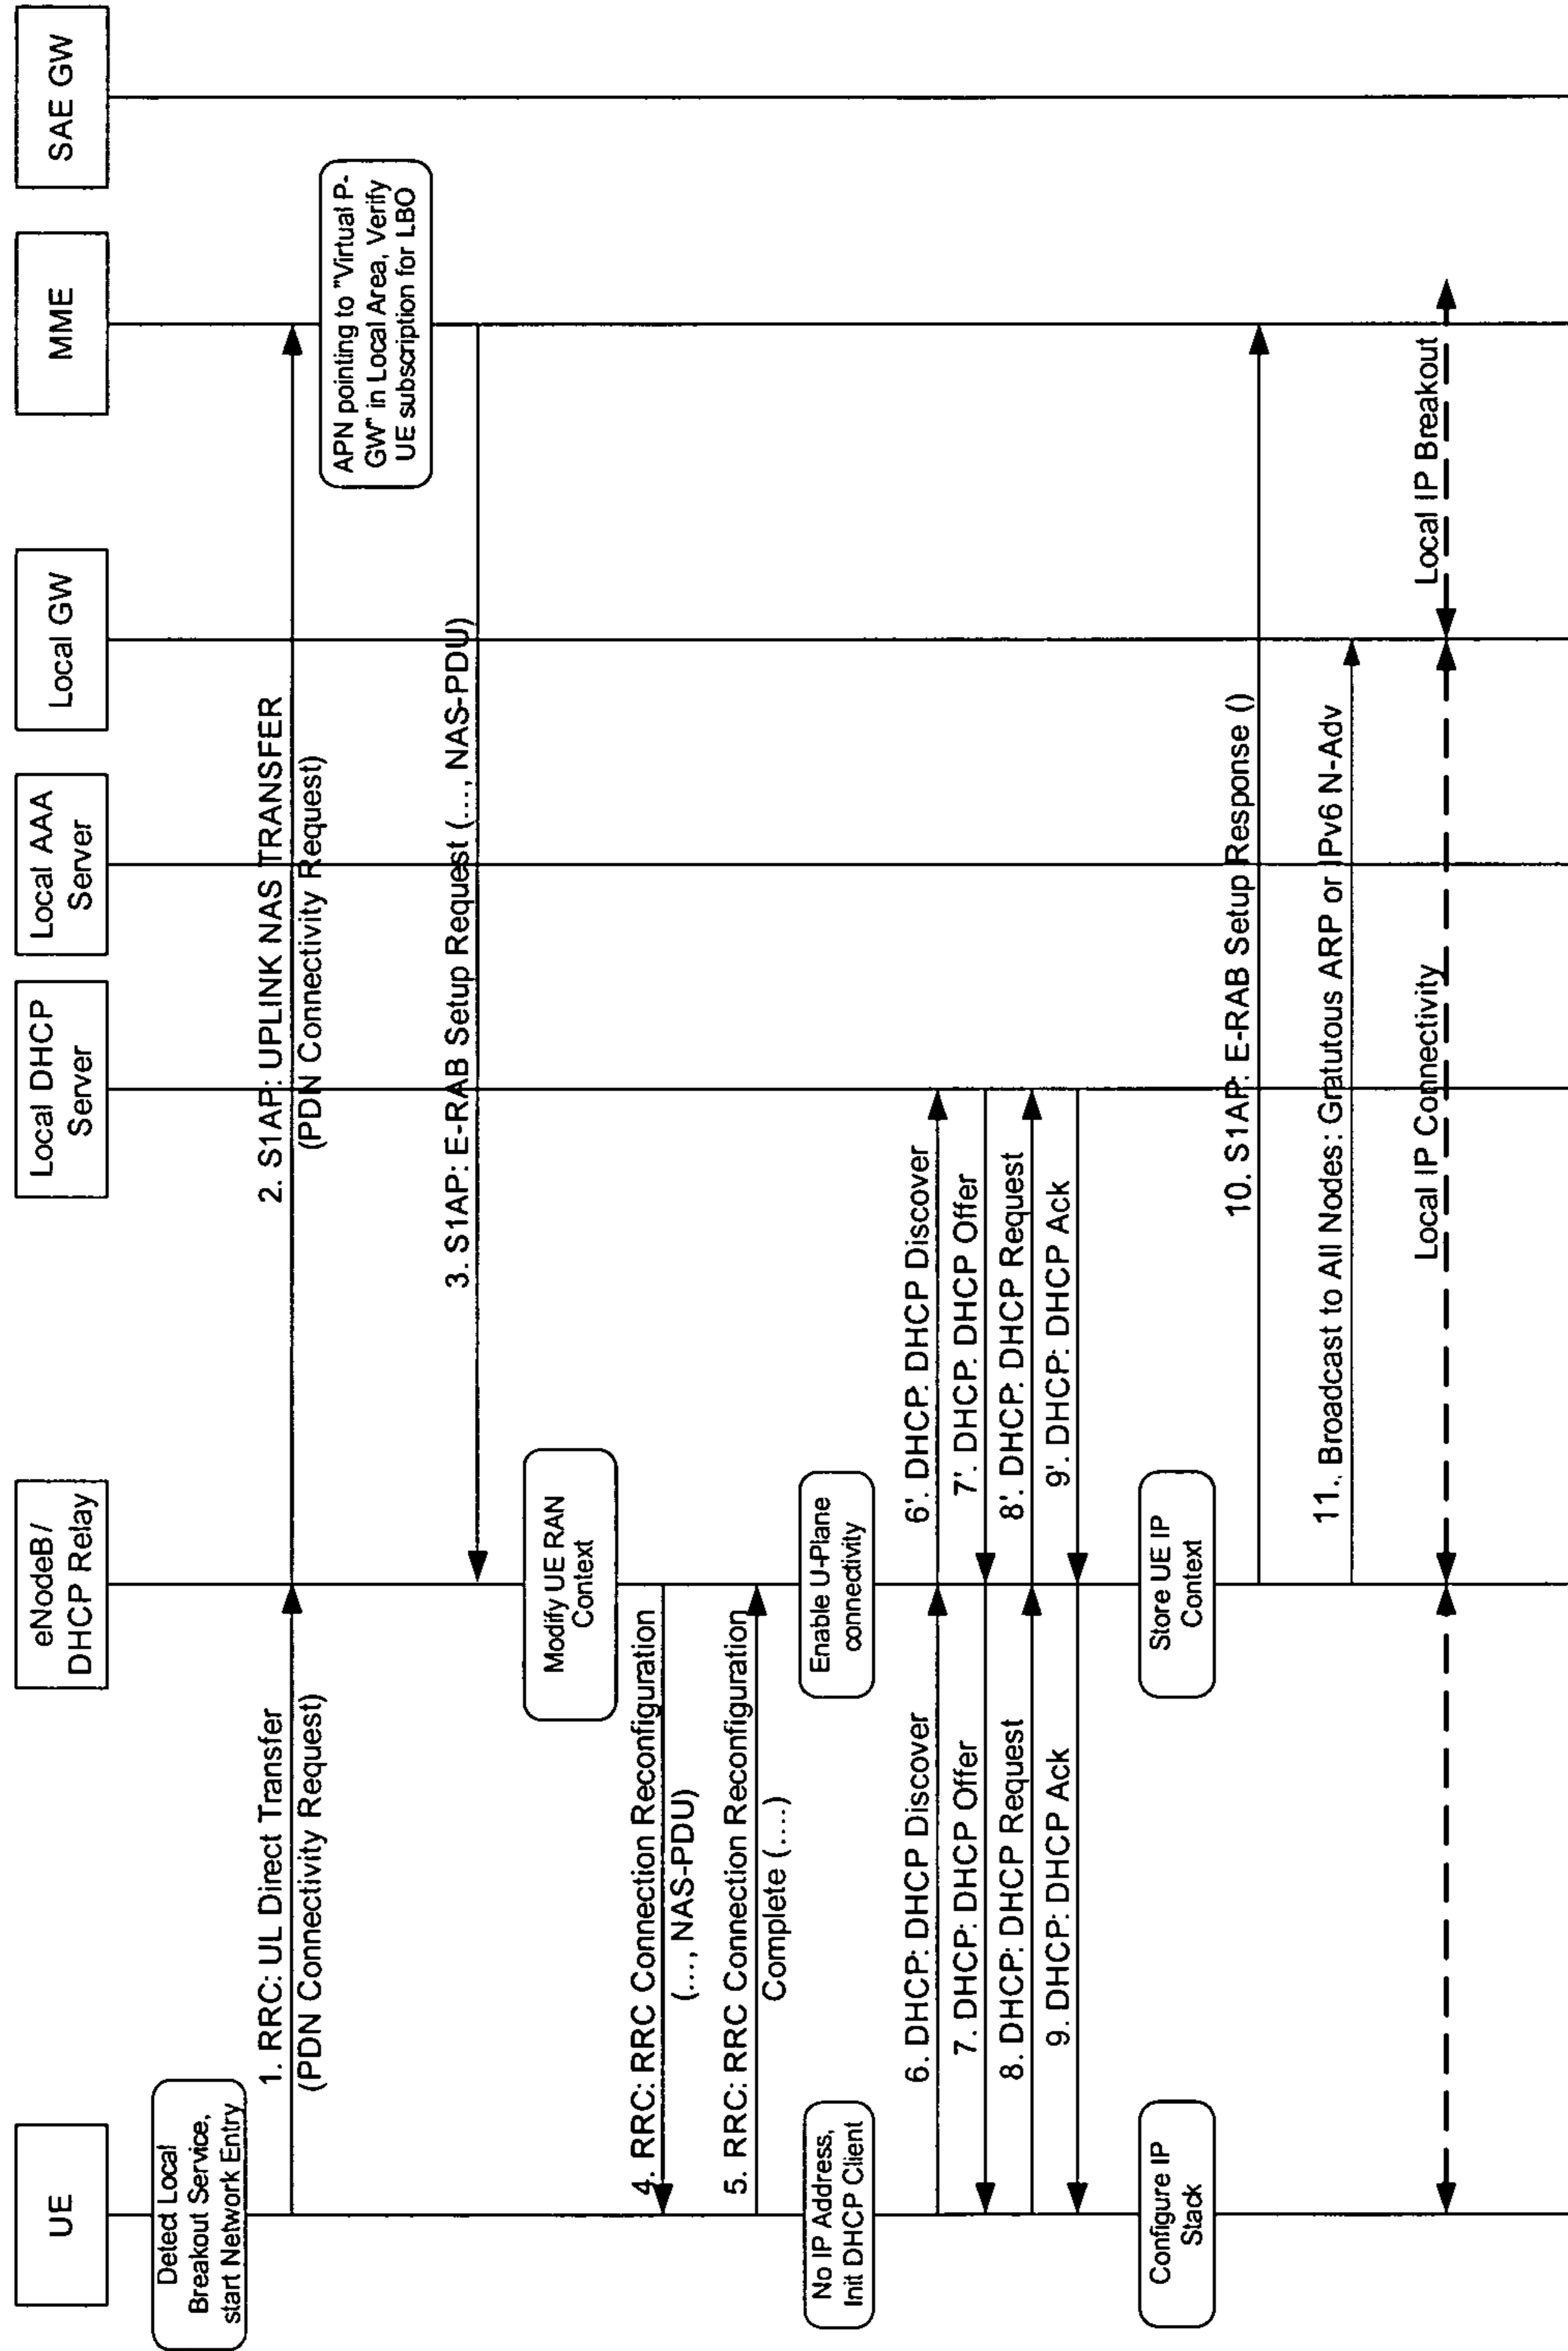 UE
eNodeB/
DHCP Relay
Local DHCP
Server
Local AAA
Server
Local GW
MME
SAE GW
Detect Local
Breakout Service,
start Network Entry
1. RRC: UL Direct Transfer
(PDN Connectivity Request)
2. S1AP: UPLINK NAS TRANSFER
(PDN Connectivity Request)
APN pointing to "Virtual P-
GW" in Local Area, Verify
UE subscription for LBO
3. S1AP: E-RAB Setup Request (..., NAS-PDU)
Modify UE RAN
Context
4. RRC: RRC Connection Reconfiguration
(..., NAS-PDU)
5. RRC: RRC Connection Reconfiguration
Complete (....)
No IP Address,
Init DHCP Client
Enable U-Plane
connectivity
6. DHCP: DHCP Discover
6'. DHCP: DHCP Discover
7. DHCP: DHCP Offer
7'. DHCP: DHCP Offer
8. DHCP: DHCP Request
8'. DHCP: DHCP Request
9. DHCP: DHCP Ack
9'. DHCP: DHCP Ack
Configure IP
Stack
Store UE IP
Context
10. S1AP: E-RAB Setup Response ()
11. Broadcast to All Nodes: Gratutous ARP or IPv6 N-Adv
Local IP Connectivity
Local IP Breakout